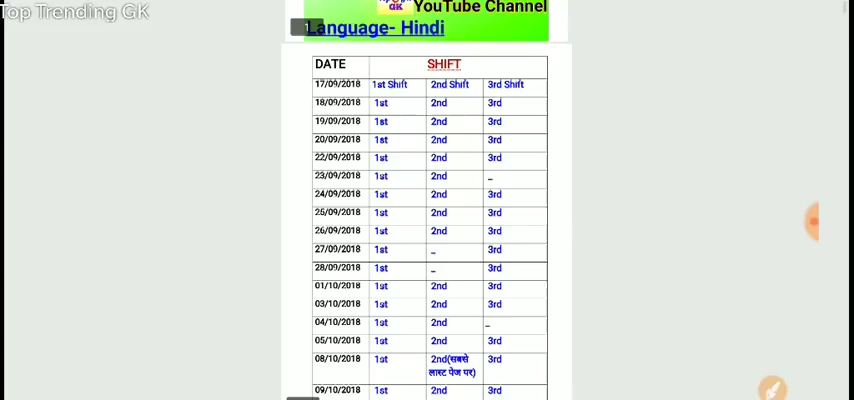 Top Trending GK
GK YouTube Channel
1
Language- Hindi
DATE SHIFT
17/09/2018 1st Shift 2nd Shift 3rd Shift
18/09/2018 1st 2nd 3rd
19/09/2018 1st 2nd 3rd
20/09/2018 1st 2nd 3rd
22/09/2018 1st 2nd 3rd
23/09/2018 1st 2nd _
24/09/2018 1st 2nd 3rd
25/09/2018 1st 2nd 3rd
26/09/2018 1st 2nd 3rd
27/09/2018 1st _ 3rd
28/09/2018 1st _ 3rd
01/10/2018 1st 2nd 3rd
03/10/2018 1st 2nd 3rd
04/10/2018 1st 2nd _
05/10/2018 1st 2nd 3rd
08/10/2018 1st 2nd(सबसे 3rd
लास्ट पेज पर)
09/10/2018 1st 2nd 3rd